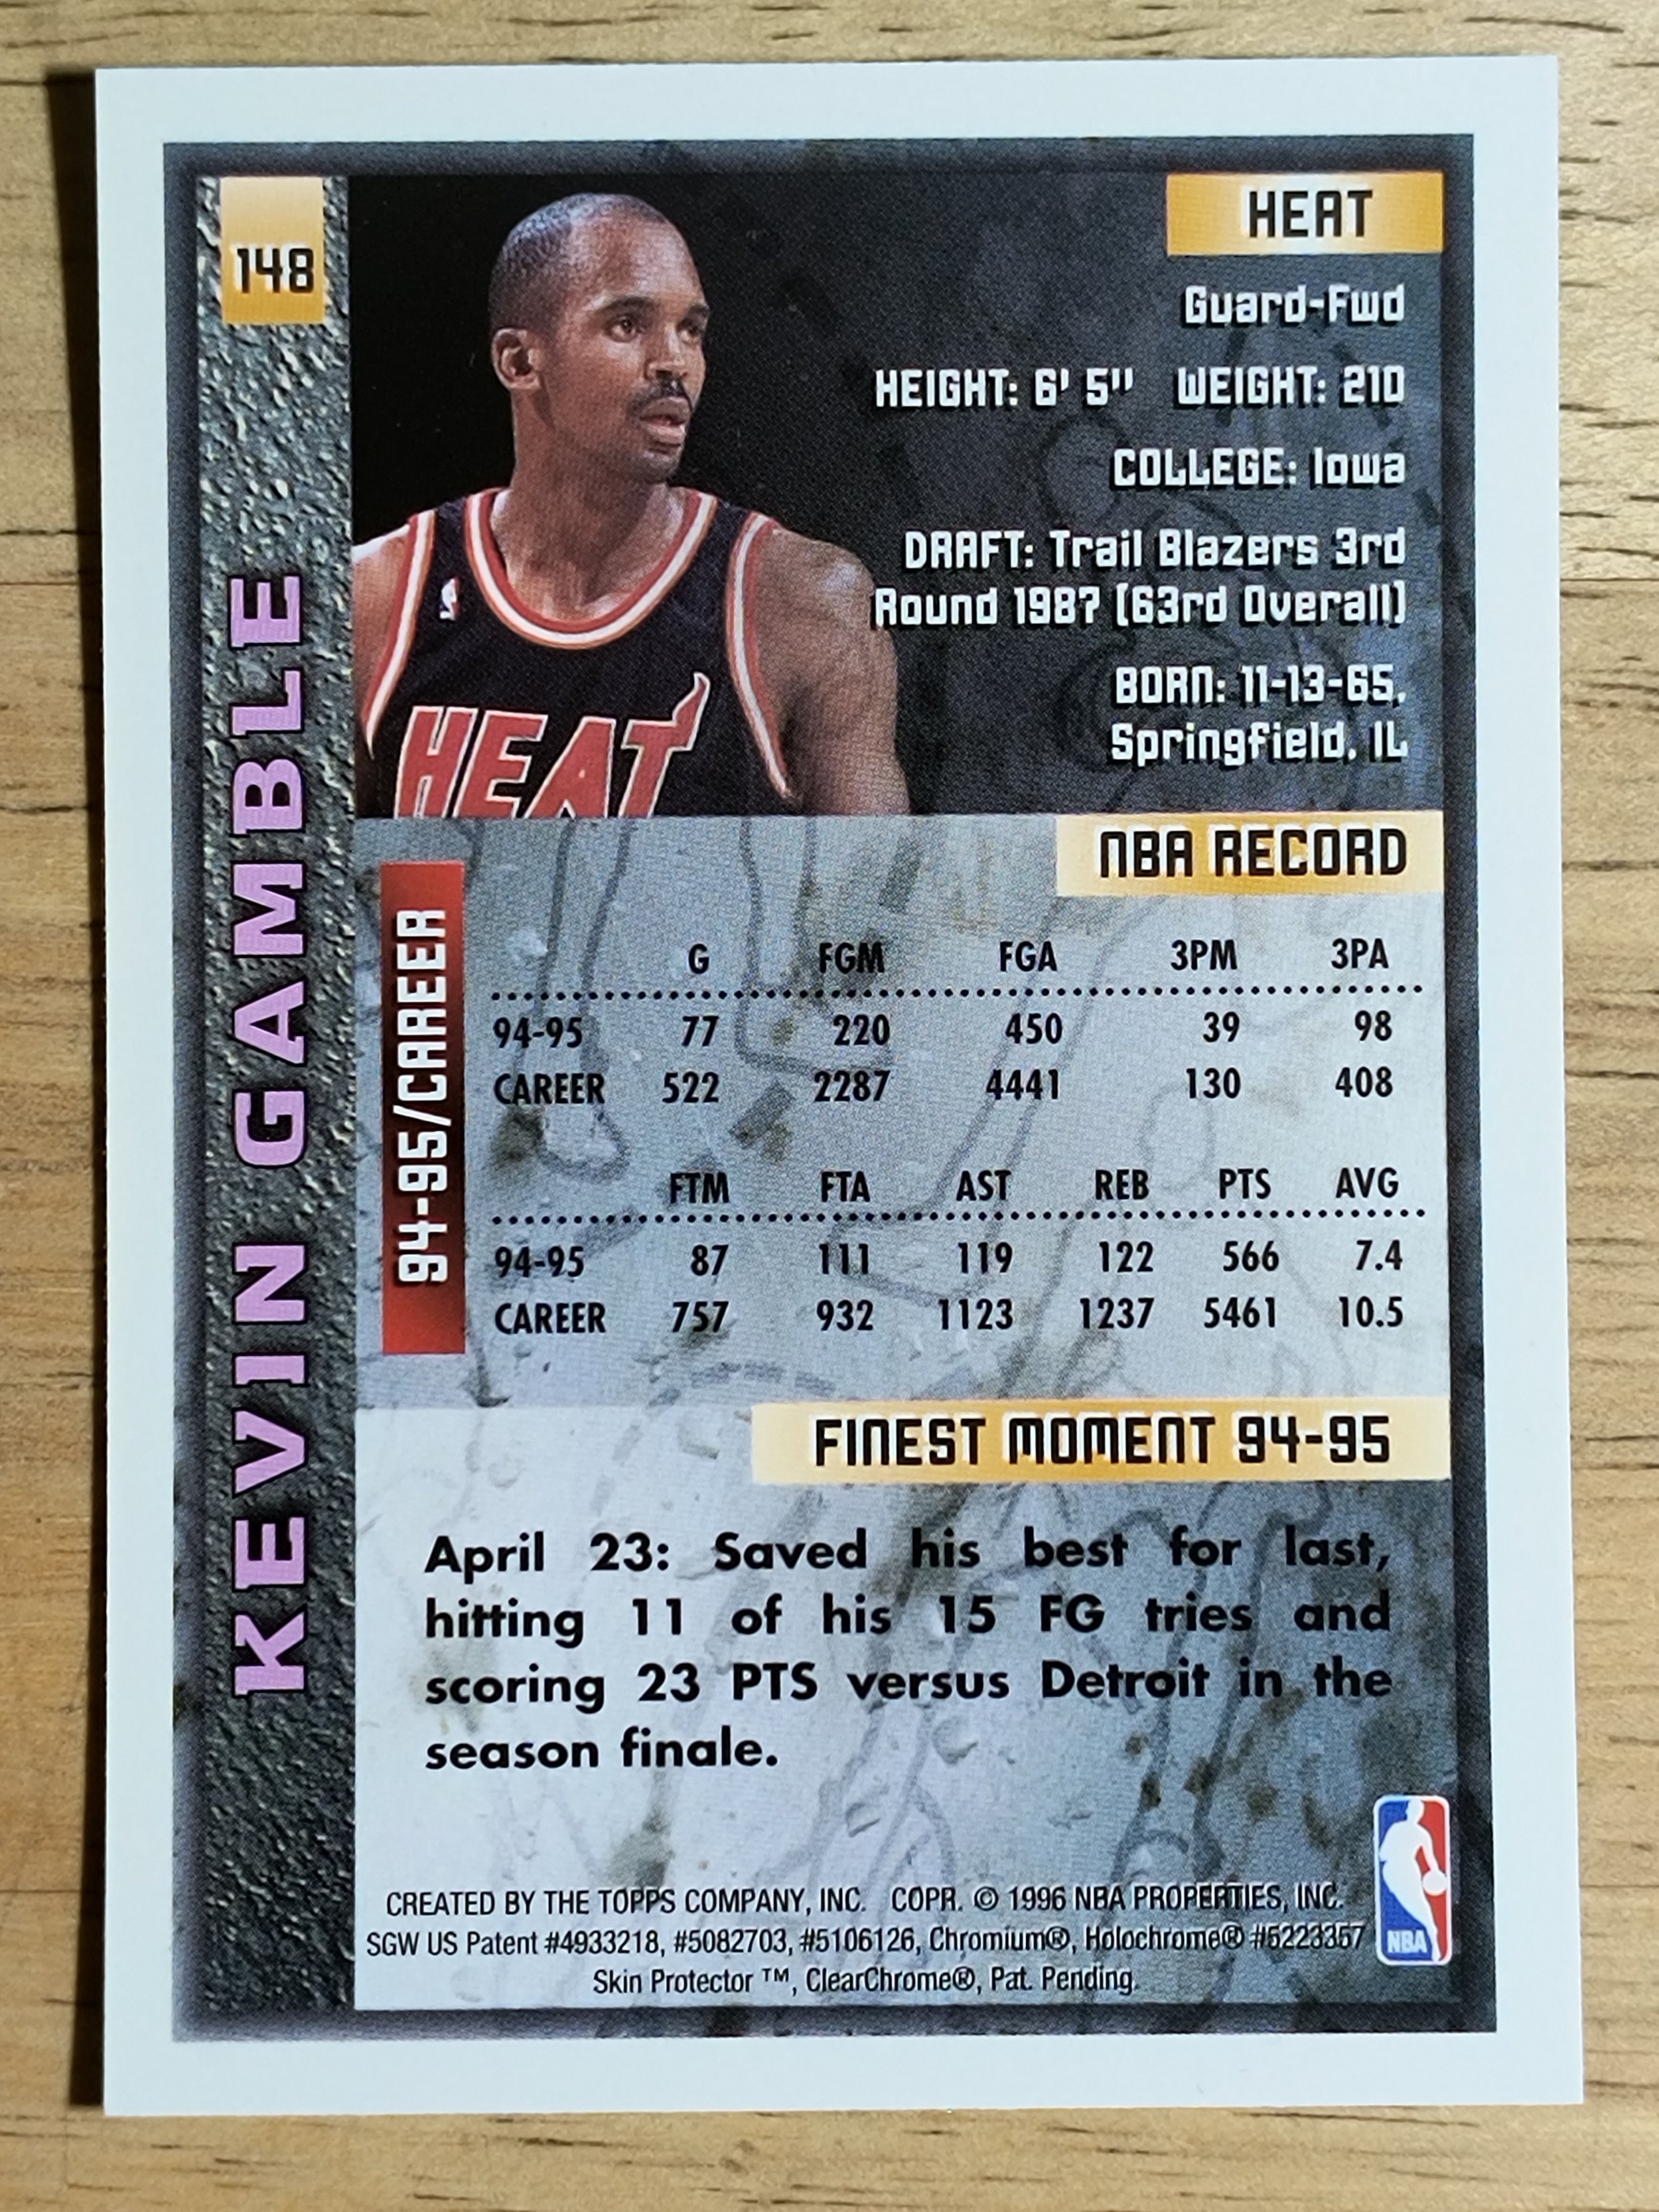 148
KEVIN GAMBLE
HEAT
Guard-Fwd
HEIGHT: 6' 5" WEIGHT: 210
COLLEGE: Iowa
DRAFT: Trail Blazers 3rd
Round 1987 (63rd Overall)
BORN: 11-13-65,
Springfield, IL
HEAT
NBA RECORD
94-95/CAREER
G FGM FGA 3PM 3PA
94-95 77 220 450 39 98
CAREER 522 2287 4441 130 408
FTM FTA AST REB PTS AVG
94-95 87 111 119 122 566 7.4
CAREER 757 932 1123 1237 5461 10.5
FINEST MOMENT 94-95
April 23: Saved his best for last,
hitting 11 of his 15 FG tries and
scoring 23 PTS versus Detroit in the
season finale.
CREATED BY THE TOPPS COMPANY, INC. COPR. © 1996 NBA PROPERTIES, INC.
SGW US Patent #4933218, #5082703, #5106126, Chromium®, Holochrome® #5223357
Skin Protector ™, ClearChrome®, Pat. Pending.
NBA